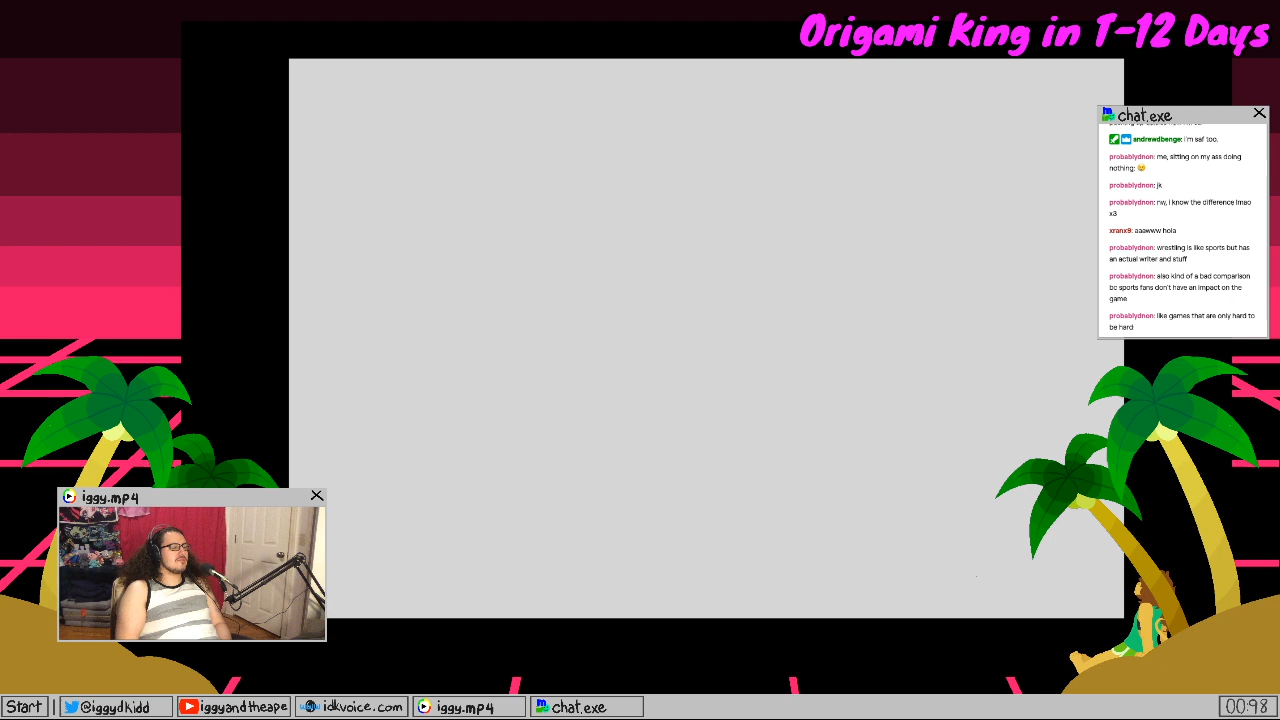 Origami King in T-12 Days
chat.exe
andrewdbenge: i'm saf too.
probablydnon: me, sitting on my ass doing
nothing: 🥲
probablydnon: jk
probablydnon: nw, i know the difference lmao
x3
xranx9: aaawww hola
probablydnon: wrestling is like sports but has
an actual writer and stuff
probablydnon: also kind of a bad comparison
bc sports fans don't have an impact on the
game
probablydnon: like games that are only hard to
be hard
iggy.mp4
Start
@iggydkidd
iggyandtheape
idkvoice.com
iggy.mp4
chat.exe
00:98